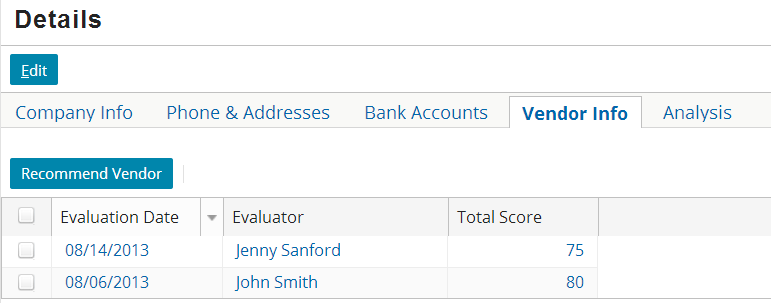 Details
Edit
Company Info Phone & Addresses Bank Accounts Vendor Info Analysis
Recommend Vendor
Evaluation Date Evaluator Total Score
08/14/2013 Jenny Sanford 75
08/06/2013 John Smith 80